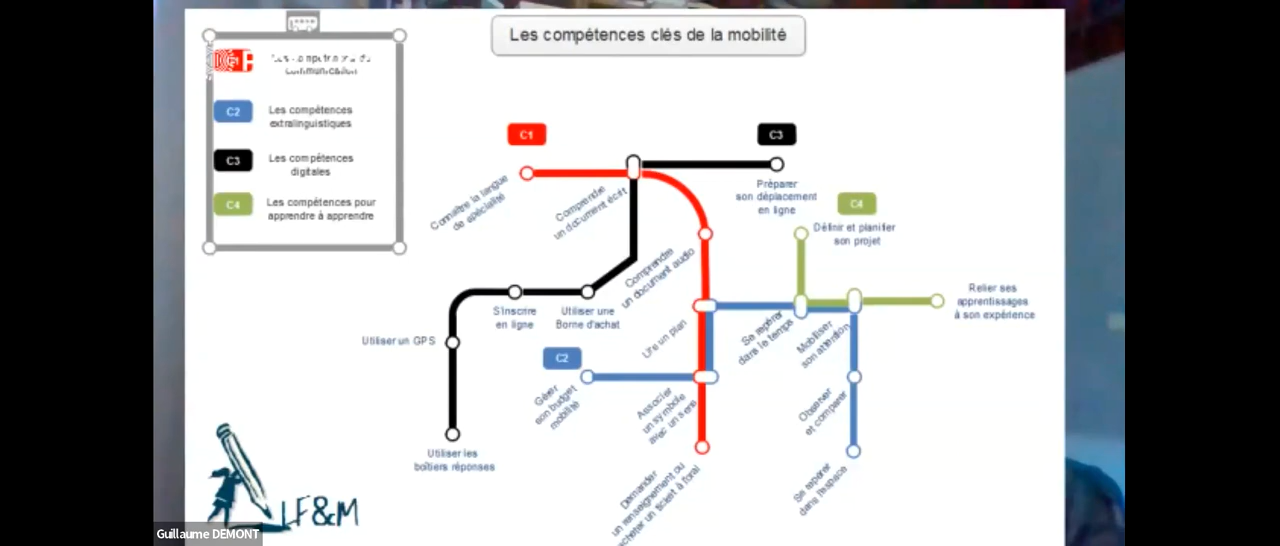 Les compétences clés de la mobilité
C2
Les compétences
extralinguistiques
C3
Les compétences
digitales
C4
Les compétences pour
apprendre à apprendre
C1
C3
Connaître la langue
de spécialité
Comprendre
un document écrit
Préparer
son déplacement
en ligne
C4
Définir et planifier
son projet
Comprendre
un document audio
Relier ses
apprentissages
à son expérience
S'inscrire
en ligne
Utiliser une
Borne d'achat
Utiliser un GPS
Lire un plan
Se repérer
dans le temps
Mobiliser
son attention
C2
Gérer
son budget
mobilité
Associer
un symbole
avec un sens
Observer
et comparer
Utiliser les
boîtiers réponses
Demander
un renseignement ou
acheter un ticket à l'oral
Se repérer
dans l'espace
LF&M
Guillaume DEMONT